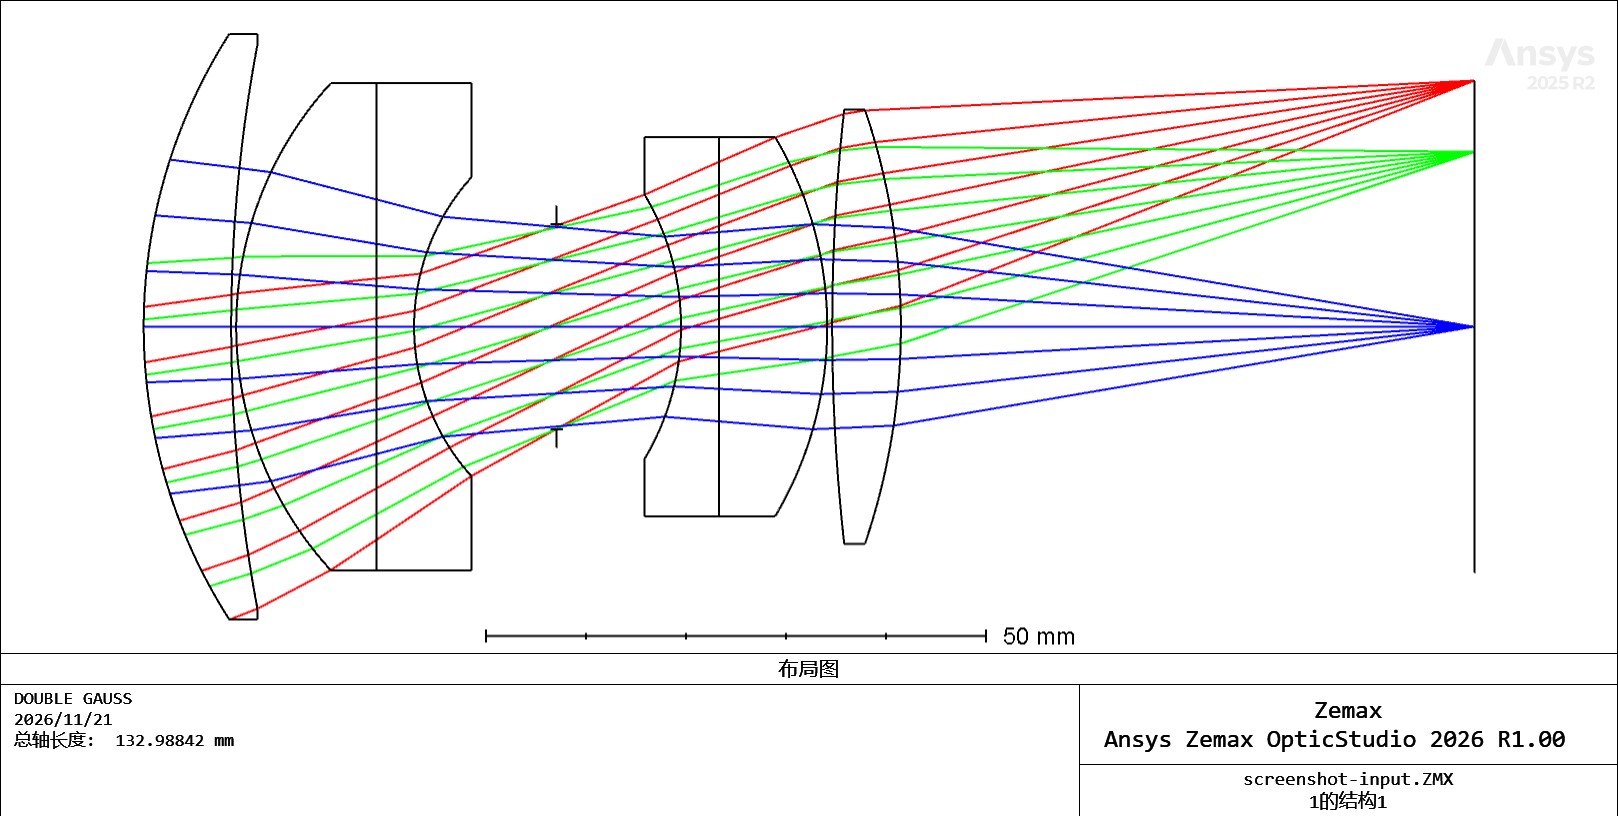 Ansys
2025 R2
50 mm
布局图
DOUBLE GAUSS
2026/11/21
总轴长度: 132.98842 mm
Zemax
Ansys Zemax OpticStudio 2026 R1.00
screenshot-input.ZMX
1的结构1